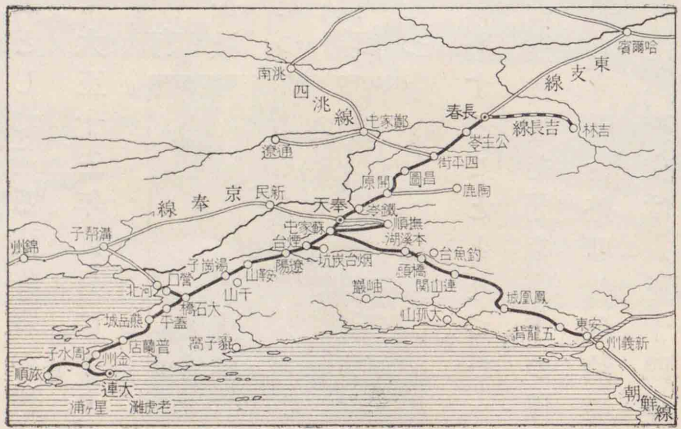 哈爾賓
東支線
洮南
四洮線
長春
吉長線
吉林
鄭家屯
公主嶺
通遼
四平街
昌圖
開原
陶鹿
新民
京奉線
鐵嶺
奉天
撫順
蘇家屯
溝幇子
錦州
煙台
烟台炭坑
本溪湖
釣魚台
橋頭
遼陽
湯崗子
鞍山
千山
連山關
營口
河北
大石橋
岫巖
鳳凰城
蓋平
熊岳城
大孤山
五龍背
安東
新義州
普蘭店
貔子窩
金州
周水子
旅順
大連
星ヶ浦
老虎灘
朝鮮線